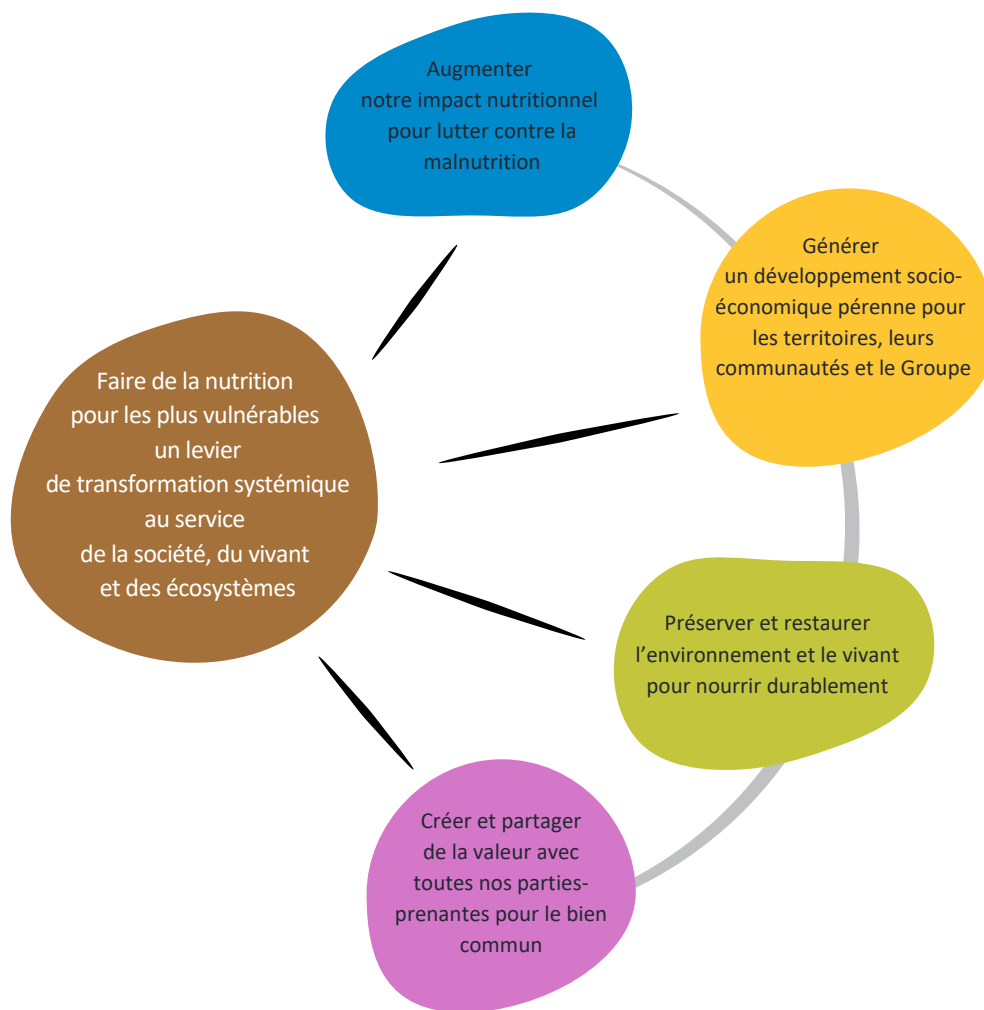 Augmenter
notre impact nutritionnel
pour lutter contre la
malnutrition
Générer
un développement socio-
économique pérenne pour
les territoires, leurs
communautés et le Groupe
Faire de la nutrition
pour les plus vulnérables
un levier
de transformation systémique
au service
de la société, du vivant
et des écosystèmes
Préserver et restaurer
l’environnement et le vivant
pour nourrir durablement
Créer et partager
de la valeur avec
toutes nos parties-
prenantes pour le bien
commun